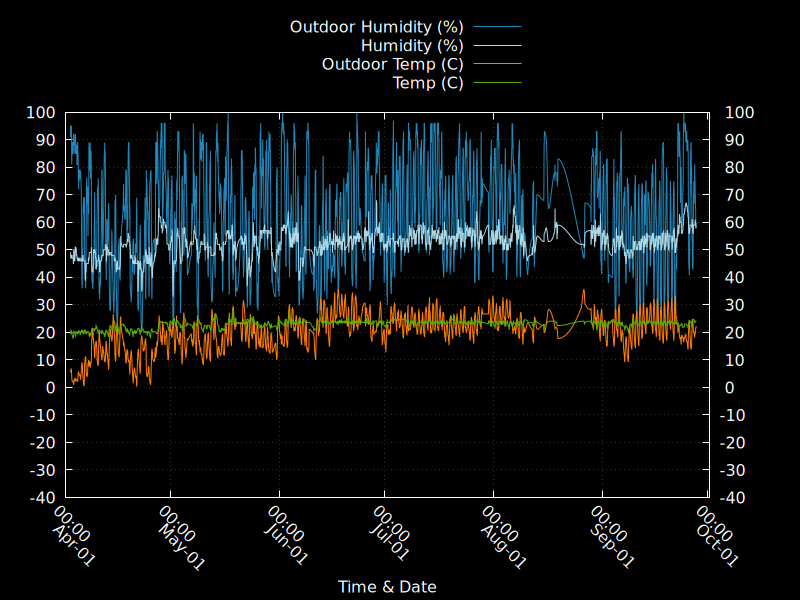 Outdoor Humidity (%)
Humidity (%)
Outdoor Temp (C)
Temp (C)
100 100
90 90
80 80
70 70
60 60
50 50
40 40
30 30
20 20
10 10
0 0
-10 -10
-20 -20
-30 -30
-40 -40
00:00 00:00 00:00 00:00 00:00 00:00 00:00
Apr-01 May-01 Jun-01 Jul-01 Aug-01 Sep-01 Oct-01
Time & Date